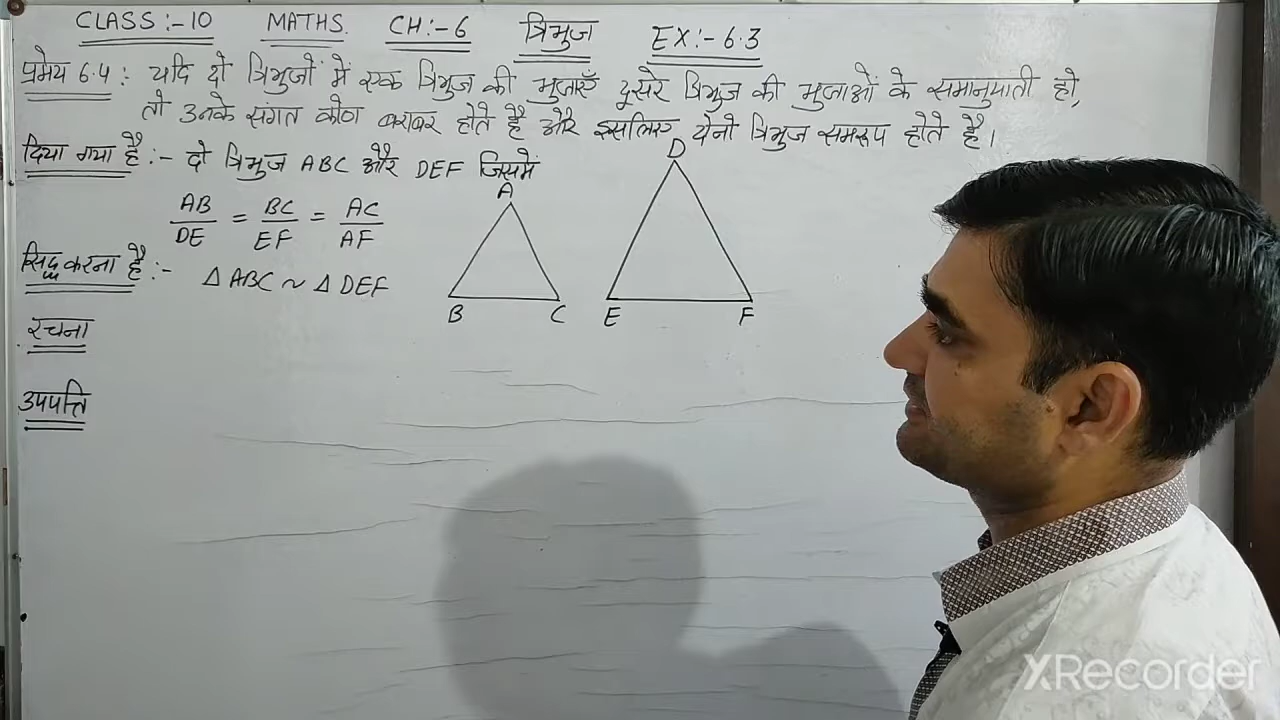 CLASS:-10 MATHS. CH:-6 त्रिभुज EX:-6.3
प्रमेय 6.4: यदि दो त्रिभुजों में एक त्रिभुज की भुजाएँ दूसरे त्रिभुज की भुजाओं के समानुपाती हो,
तो उनके संगत कोण बराबर होते है और इसलिए दोनो त्रिभुज समरूप होते है।
दिया गया है:- दो त्रिभुज ABC और DEF जिसमें
AB/DE = BC/EF = AC/AF
सिद्ध करना है:- Δ ABC ~ Δ DEF
रचना
उपपत्ति
A
B C
D
E F
XRecorder